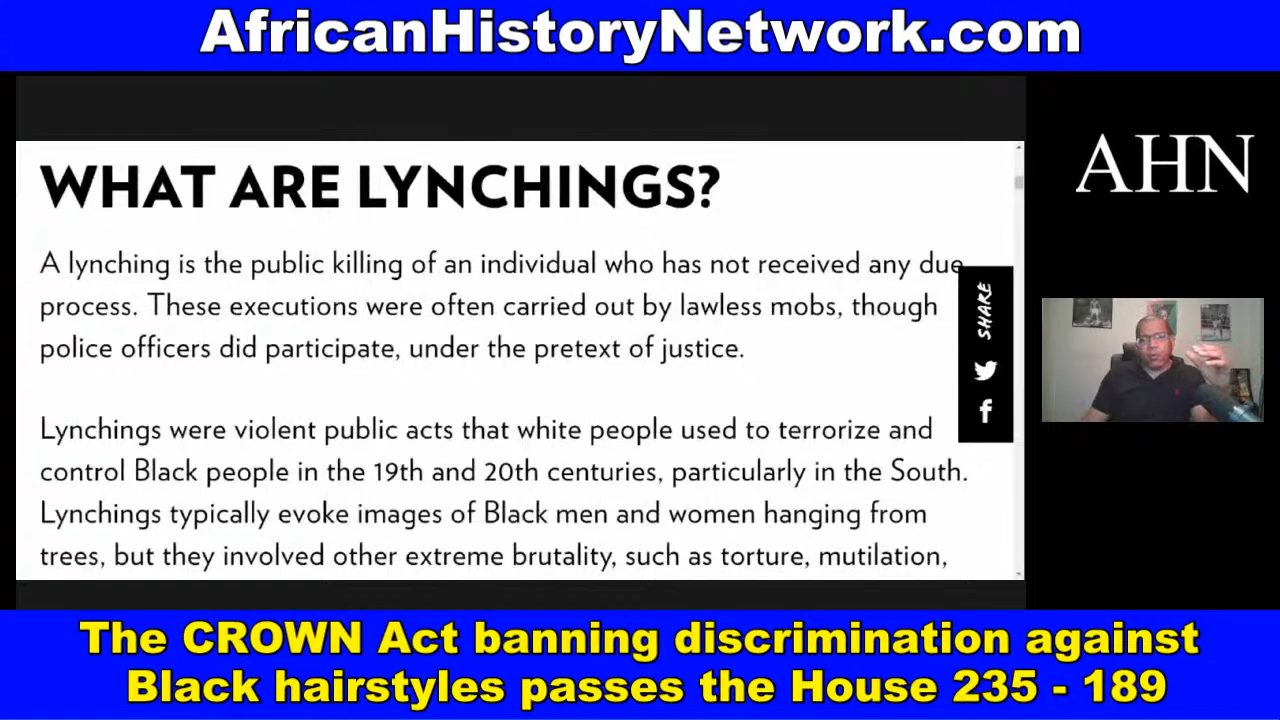 AfricanHistoryNetwork.com
AHN
WHAT ARE LYNCHINGS?
A lynching is the public killing of an individual who has not received any due
process. These executions were often carried out by lawless mobs, though
police officers did participate, under the pretext of justice.
Lynchings were violent public acts that white people used to terrorize and
control Black people in the 19th and 20th centuries, particularly in the South.
Lynchings typically evoke images of Black men and women hanging from
trees, but they involved other extreme brutality, such as torture, mutilation,
SHARE
The CROWN Act banning discrimination against
Black hairstyles passes the House 235 - 189